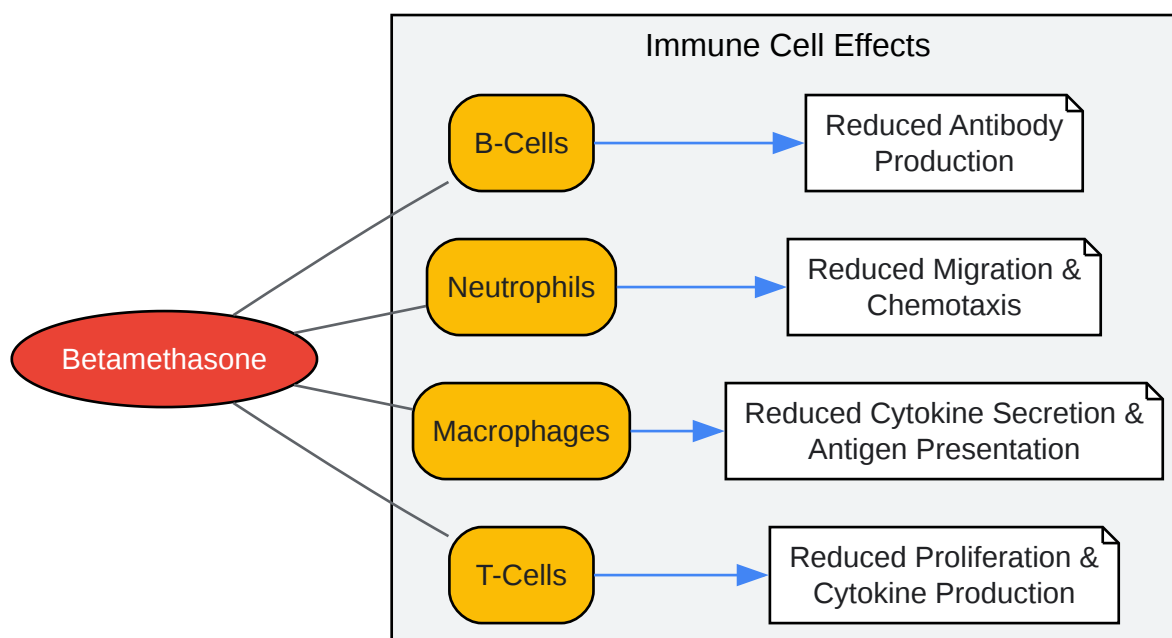 Immune Cell Effects
B-Cells
Reduced Antibody
Production
Neutrophils
Reduced Migration &
Chemotaxis
Betamethasone
Macrophages
Reduced Cytokine Secretion &
Antigen Presentation
T-Cells
Reduced Proliferation &
Cytokine Production